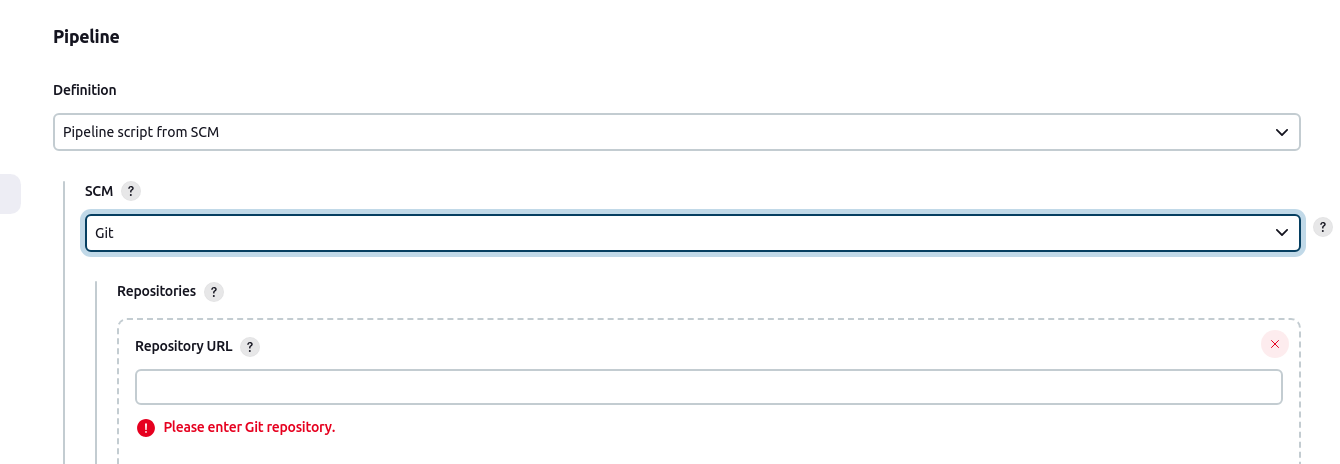 Pipeline
Definition
Pipeline script from SCM
SCM ?
Git
?
Repositories ?
Repository URL ?
Please enter Git repository.